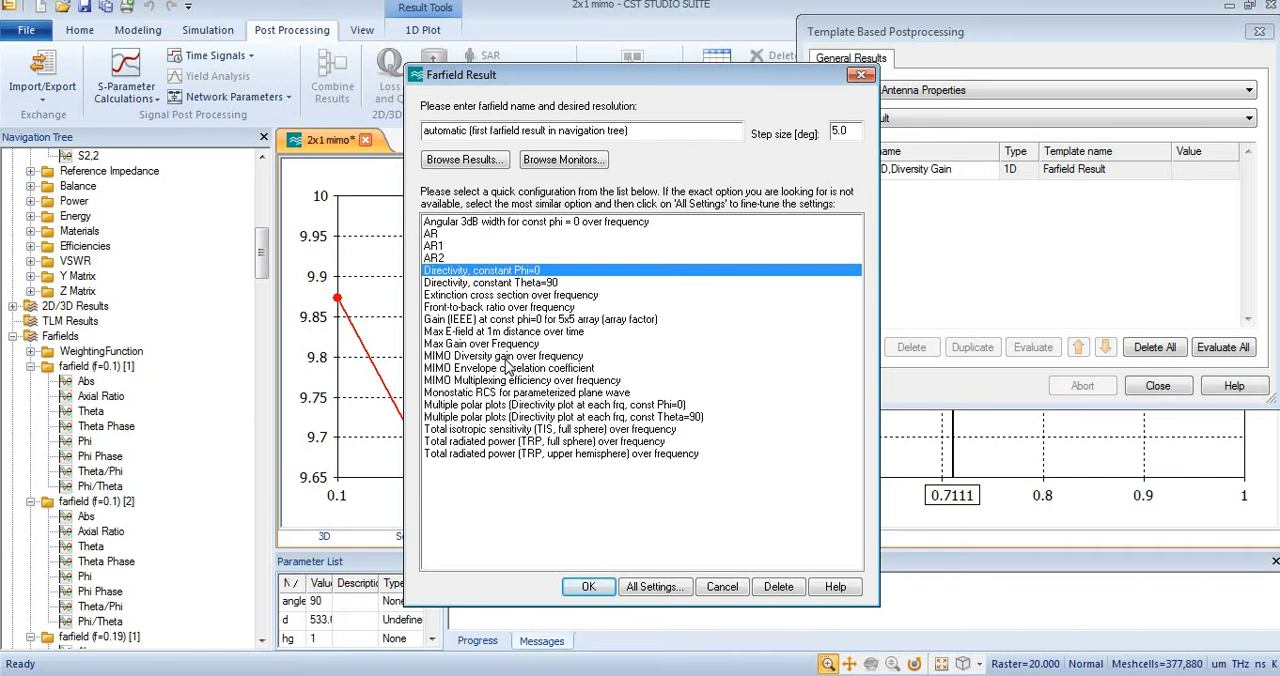 2x1 mimo - CST STUDIO SUITE
Result Tools
File
Home
Modeling
Simulation
Post Processing
View
1D Plot
Import/Export
Exchange
S-Parameter
Calculations
Time Signals
Yield Analysis
Network Parameters
Signal Post Processing
Combine
Results
Loss
and Q
SAR
2D/3D
Delete
Navigation Tree
2x1 mimo*
S2,2
Reference Impedance
Balance
Power
Energy
Materials
Efficiencies
VSWR
Y Matrix
Z Matrix
2D/3D Results
TLM Results
Farfields
WeightingFunction
farfield (f=0.1) [1]
Abs
Axial Ratio
Theta
Theta Phase
Phi
Phi Phase
Theta/Phi
Phi/Theta
farfield (f=0.1) [2]
Abs
Axial Ratio
Theta
Theta Phase
Phi
Phi Phase
Theta/Phi
Phi/Theta
farfield (f=0.19) [1]
10
9.95
9.9
9.85
9.8
9.75
9.7
9.65
0.1
0.7111
0.8
0.9
1
3D
Parameter List
Value
Descriptic
Type
angle
90
None
d
533.
Undefine
hg
1
None
Progress
Messages
Farfield Result
Please enter farfield name and desired resolution:
automatic (first farfield result in navigation tree)
Step size [deg]:
5.0
Browse Results...
Browse Monitors...
Please select a quick configuration from the list below. If the exact option you are looking for is not
available, select the most similar option and then click on 'All Settings' to fine-tune the settings:
Angular 3dB width for const phi = 0 over frequency
AR
AR1
AR2
Directivity, constant Phi=0
Directivity, constant Theta=90
Extinction cross section over frequency
Front-to-back ratio over frequency
Gain (IEEE) at const phi=0 for 5x5 array (array factor)
Max E-field at 1m distance over time
Max Gain over Frequency
MIMO Diversity gain over frequency
MIMO Envelope correlation coefficient
MIMO Multiplexing efficiency over frequency
Monostatic RCS for parameterized plane wave
Multiple polar plots (Directivity plot at each frq, const Phi=0)
Multiple polar plots (Directivity plot at each frq, const Theta=90)
Total isotropic sensitivity (TIS, full sphere) over frequency
Total radiated power (TRP, full sphere) over frequency
Total radiated power (TRP, upper hemisphere) over frequency
OK
All Settings...
Cancel
Delete
Help
Template Based Postprocessing
General Results
Antenna Properties
ult
name
Type
Template name
Value
D,Diversity Gain
1D
Farfield Result
Delete
Duplicate
Evaluate
Delete All
Evaluate All
Abort
Close
Help
Ready
Raster=20.000
Normal
Meshcells=377,880
um THz ns K